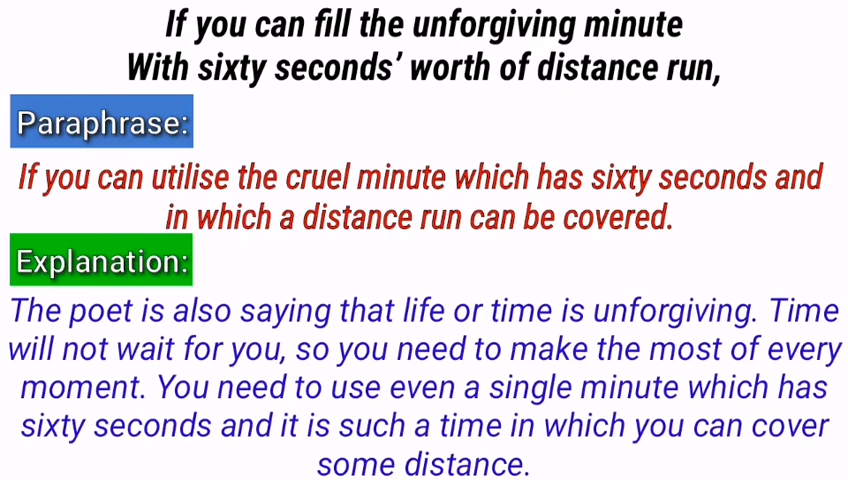 If you can fill the unforgiving minute
With sixty seconds’ worth of distance run,
Paraphrase:
If you can utilise the cruel minute which has sixty seconds and
in which a distance run can be covered.
Explanation:
The poet is also saying that life or time is unforgiving. Time
will not wait for you, so you need to make the most of every
moment. You need to use even a single minute which has
sixty seconds and it is such a time in which you can cover
some distance.